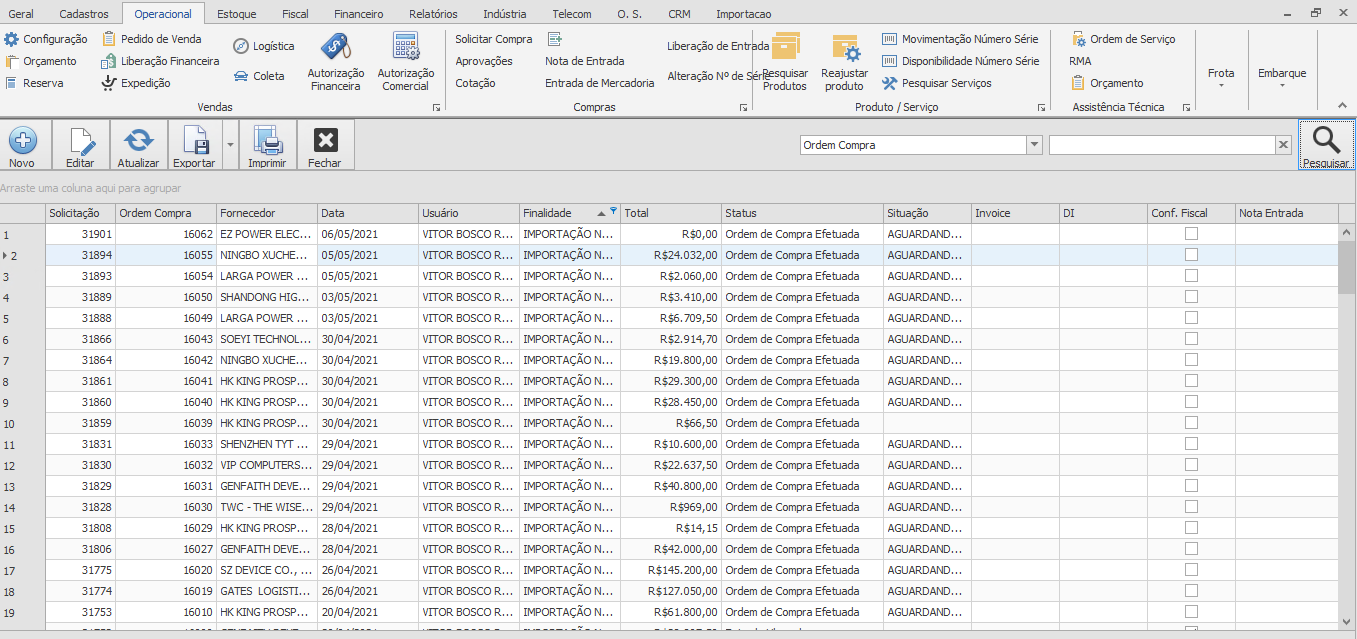 Geral Cadastros Operacional Estoque Fiscal Financeiro Relatórios Indústria Telecom O. S. CRM Importacao
Configuração Pedido de Venda Logística Solicitar Compra Liberação de Entrada Movimentação Número Série Ordem de Serviço
Orçamento Liberação Financeira Aprovações Nota de Entrada Disponibilidade Número Série RMA
Reserva Expedição Coleta Autorização Financeira Autorização Comercial Cotação Entrada de Mercadoria Alteração Nº de Série Pesquisar Produtos Reajustar produto Pesquisar Serviços Orçamento Frota Embarque
Vendas Compras Produto / Serviço Assistência Técnica
Novo Editar Atualizar Exportar Imprimir Fechar Ordem Compra Pesquisar
Arraste uma coluna aqui para agrupar
Solicitação Ordem Compra Fornecedor Data Usuário Finalidade Total Status Situação Invoice DI Conf. Fiscal Nota Entrada
1 31901 16062 EZ POWER ELEC... 06/05/2021 VITOR BOSCO R... IMPORTAÇÃO N... R$0,00 Ordem de Compra Efetuada AGUARDAND...
2 31894 16055 NINGBO XUCHE... 05/05/2021 VITOR BOSCO R... IMPORTAÇÃO N... R$24.032,00 Ordem de Compra Efetuada AGUARDAND...
3 31893 16054 LARGA POWER ... 05/05/2021 VITOR BOSCO R... IMPORTAÇÃO N... R$2.060,00 Ordem de Compra Efetuada AGUARDAND...
4 31889 16050 SHANDONG HIG... 03/05/2021 VITOR BOSCO R... IMPORTAÇÃO N... R$3.410,00 Ordem de Compra Efetuada AGUARDAND...
5 31888 16049 LARGA POWER ... 03/05/2021 VITOR BOSCO R... IMPORTAÇÃO N... R$6.709,50 Ordem de Compra Efetuada AGUARDAND...
6 31866 16043 SOEYI TECHNOL... 30/04/2021 VITOR BOSCO R... IMPORTAÇÃO N... R$2.914,70 Ordem de Compra Efetuada AGUARDAND...
7 31864 16042 NINGBO XUCHE... 30/04/2021 VITOR BOSCO R... IMPORTAÇÃO N... R$19.800,00 Ordem de Compra Efetuada AGUARDAND...
8 31861 16041 HK KING PROSP... 30/04/2021 VITOR BOSCO R... IMPORTAÇÃO N... R$29.300,00 Ordem de Compra Efetuada AGUARDAND...
9 31860 16040 HK KING PROSP... 30/04/2021 VITOR BOSCO R... IMPORTAÇÃO N... R$28.450,00 Ordem de Compra Efetuada AGUARDAND...
10 31859 16039 HK KING PROSP... 30/04/2021 VITOR BOSCO R... IMPORTAÇÃO N... R$66,50 Ordem de Compra Efetuada
11 31831 16033 SHENZHEN TYT ... 29/04/2021 VITOR BOSCO R... IMPORTAÇÃO N... R$10.600,00 Ordem de Compra Efetuada AGUARDAND...
12 31830 16032 VIP COMPUTERS... 29/04/2021 VITOR BOSCO R... IMPORTAÇÃO N... R$22.637,50 Ordem de Compra Efetuada AGUARDAND...
13 31829 16031 GENFAITH DEVE... 29/04/2021 VITOR BOSCO R... IMPORTAÇÃO N... R$40.800,00 Ordem de Compra Efetuada AGUARDAND...
14 31828 16030 TWC - THE WISE... 29/04/2021 VITOR BOSCO R... IMPORTAÇÃO N... R$969,00 Ordem de Compra Efetuada AGUARDAND...
15 31808 16029 HK KING PROSP... 28/04/2021 VITOR BOSCO R... IMPORTAÇÃO N... R$14,15 Ordem de Compra Efetuada AGUARDAND...
16 31806 16027 GENFAITH DEVE... 28/04/2021 VITOR BOSCO R... IMPORTAÇÃO N... R$42.000,00 Ordem de Compra Efetuada AGUARDAND...
17 31775 16020 SZ DEVICE CO., ... 26/04/2021 VITOR BOSCO R... IMPORTAÇÃO N... R$145.200,00 Ordem de Compra Efetuada AGUARDAND...
18 31774 16019 GATES LOGISTI... 26/04/2021 VITOR BOSCO R... IMPORTAÇÃO N... R$127.050,00 Ordem de Compra Efetuada AGUARDAND...
19 31753 16010 HK KING PROSP... 20/04/2021 VITOR BOSCO R... IMPORTAÇÃO N... R$61.800,00 Ordem de Compra Efetuada AGUARDAND...